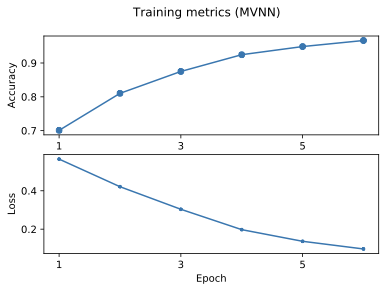 Training metrics (MVNN)
Accuracy
0.9
0.8
0.7
1 3 5
Loss
0.4
0.2
1 3 5
Epoch